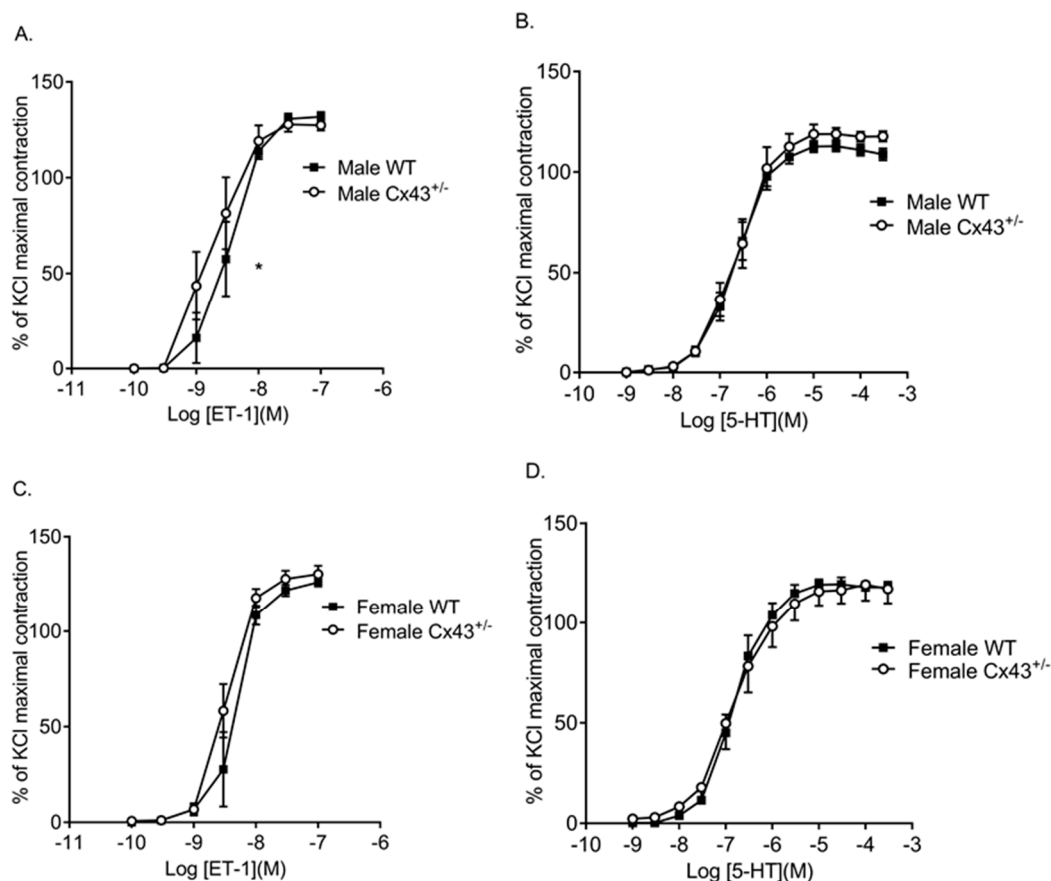 A.
% of KCl maximal contraction
150
100
50
0
-11 -10 -9 -8 -7 -6
Log [ET-1](M)
Male WT
Male Cx43+/-
*
B.
% of KCl maximal contraction
150
100
50
0
-10 -9 -8 -7 -6 -5 -4 -3
Log [5-HT](M)
Male WT
Male Cx43+/-
C.
% of KCl maximal contraction
150
100
50
0
-11 -10 -9 -8 -7 -6
Log [ET-1](M)
Female WT
Female Cx43+/-
D.
% of KCl maximal contraction
150
100
50
0
-10 -9 -8 -7 -6 -5 -4 -3
Log [5-HT](M)
Female WT
Female Cx43+/-